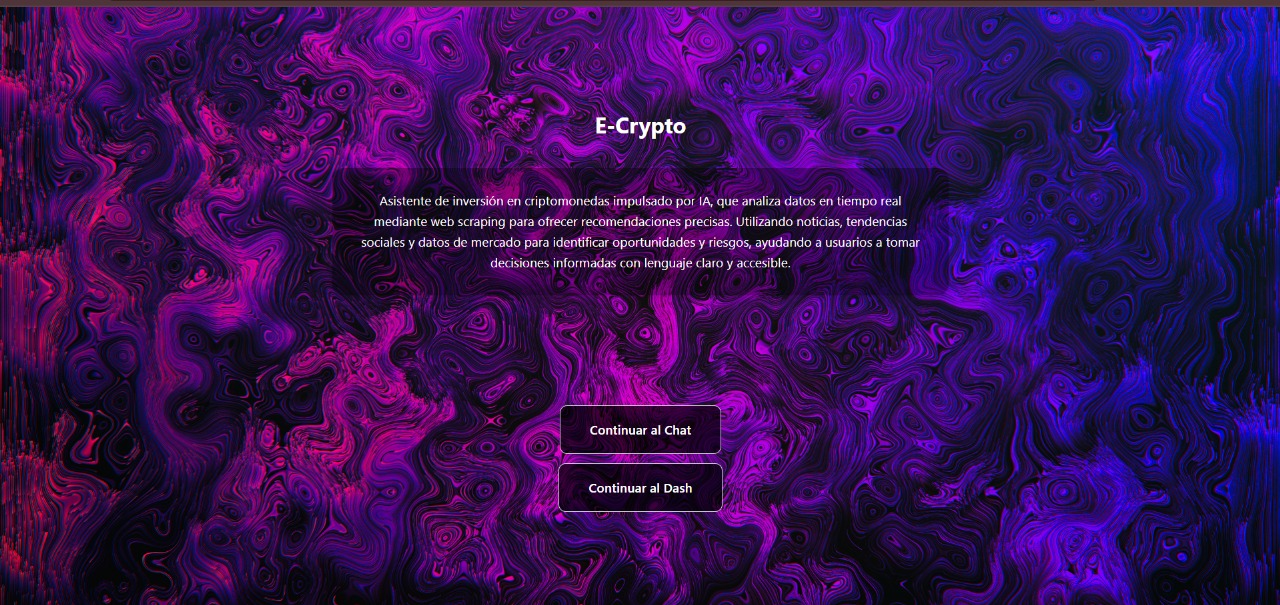 E-Crypto
Asistente de inversión en criptomonedas impulsado por IA, que analiza datos en tiempo real
mediante web scraping para ofrecer recomendaciones precisas. Utilizando noticias, tendencias
sociales y datos de mercado para identificar oportunidades y riesgos, ayudando a usuarios a tomar
decisiones informadas con lenguaje claro y accesible.
Continuar al Chat
Continuar al Dash